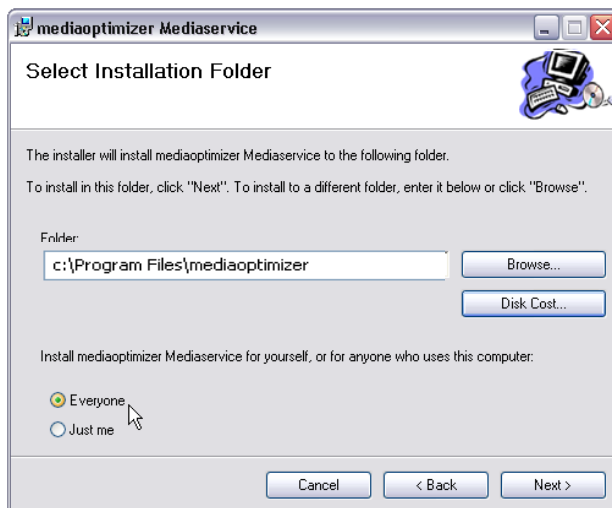 mediaoptimizer Mediaservice
Select Installation Folder
The installer will install mediaoptimizer Mediaservice to the following folder.
To install in this folder, click "Next". To install to a different folder, enter it below or click "Browse".
Folder:
c:\Program Files\mediaoptimizer
Browse...
Disk Cost...
Install mediaoptimizer Mediaservice for yourself, or for anyone who uses this computer:
Everyone
Just me
Cancel
< Back
Next >